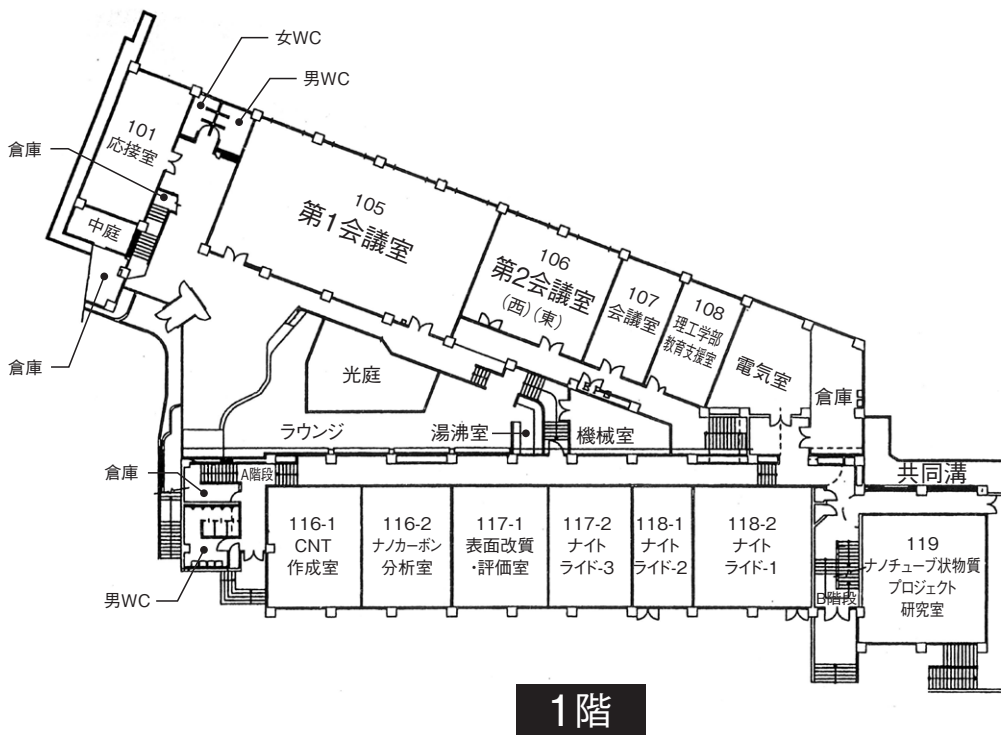 女WC
男WC
101
応接室
倉庫
中庭
倉庫
105
第1会議室
106
第2会議室
(西)(東)
107
会議室
108
理工学部
教育支援室
電気室
倉庫
光庭
ラウンジ
湯沸室
機械室
共同溝
倉庫
A階段
男WC
116-1
CNT
作成室
116-2
ナノカーボン
分析室
117-1
表面改質
・評価室
117-2
ナイト
ライド-3
118-1
ナイト
ライド-2
118-2
ナイト
ライド-1
B階段
119
ナノチューブ状物質
プロジェクト
研究室
1階